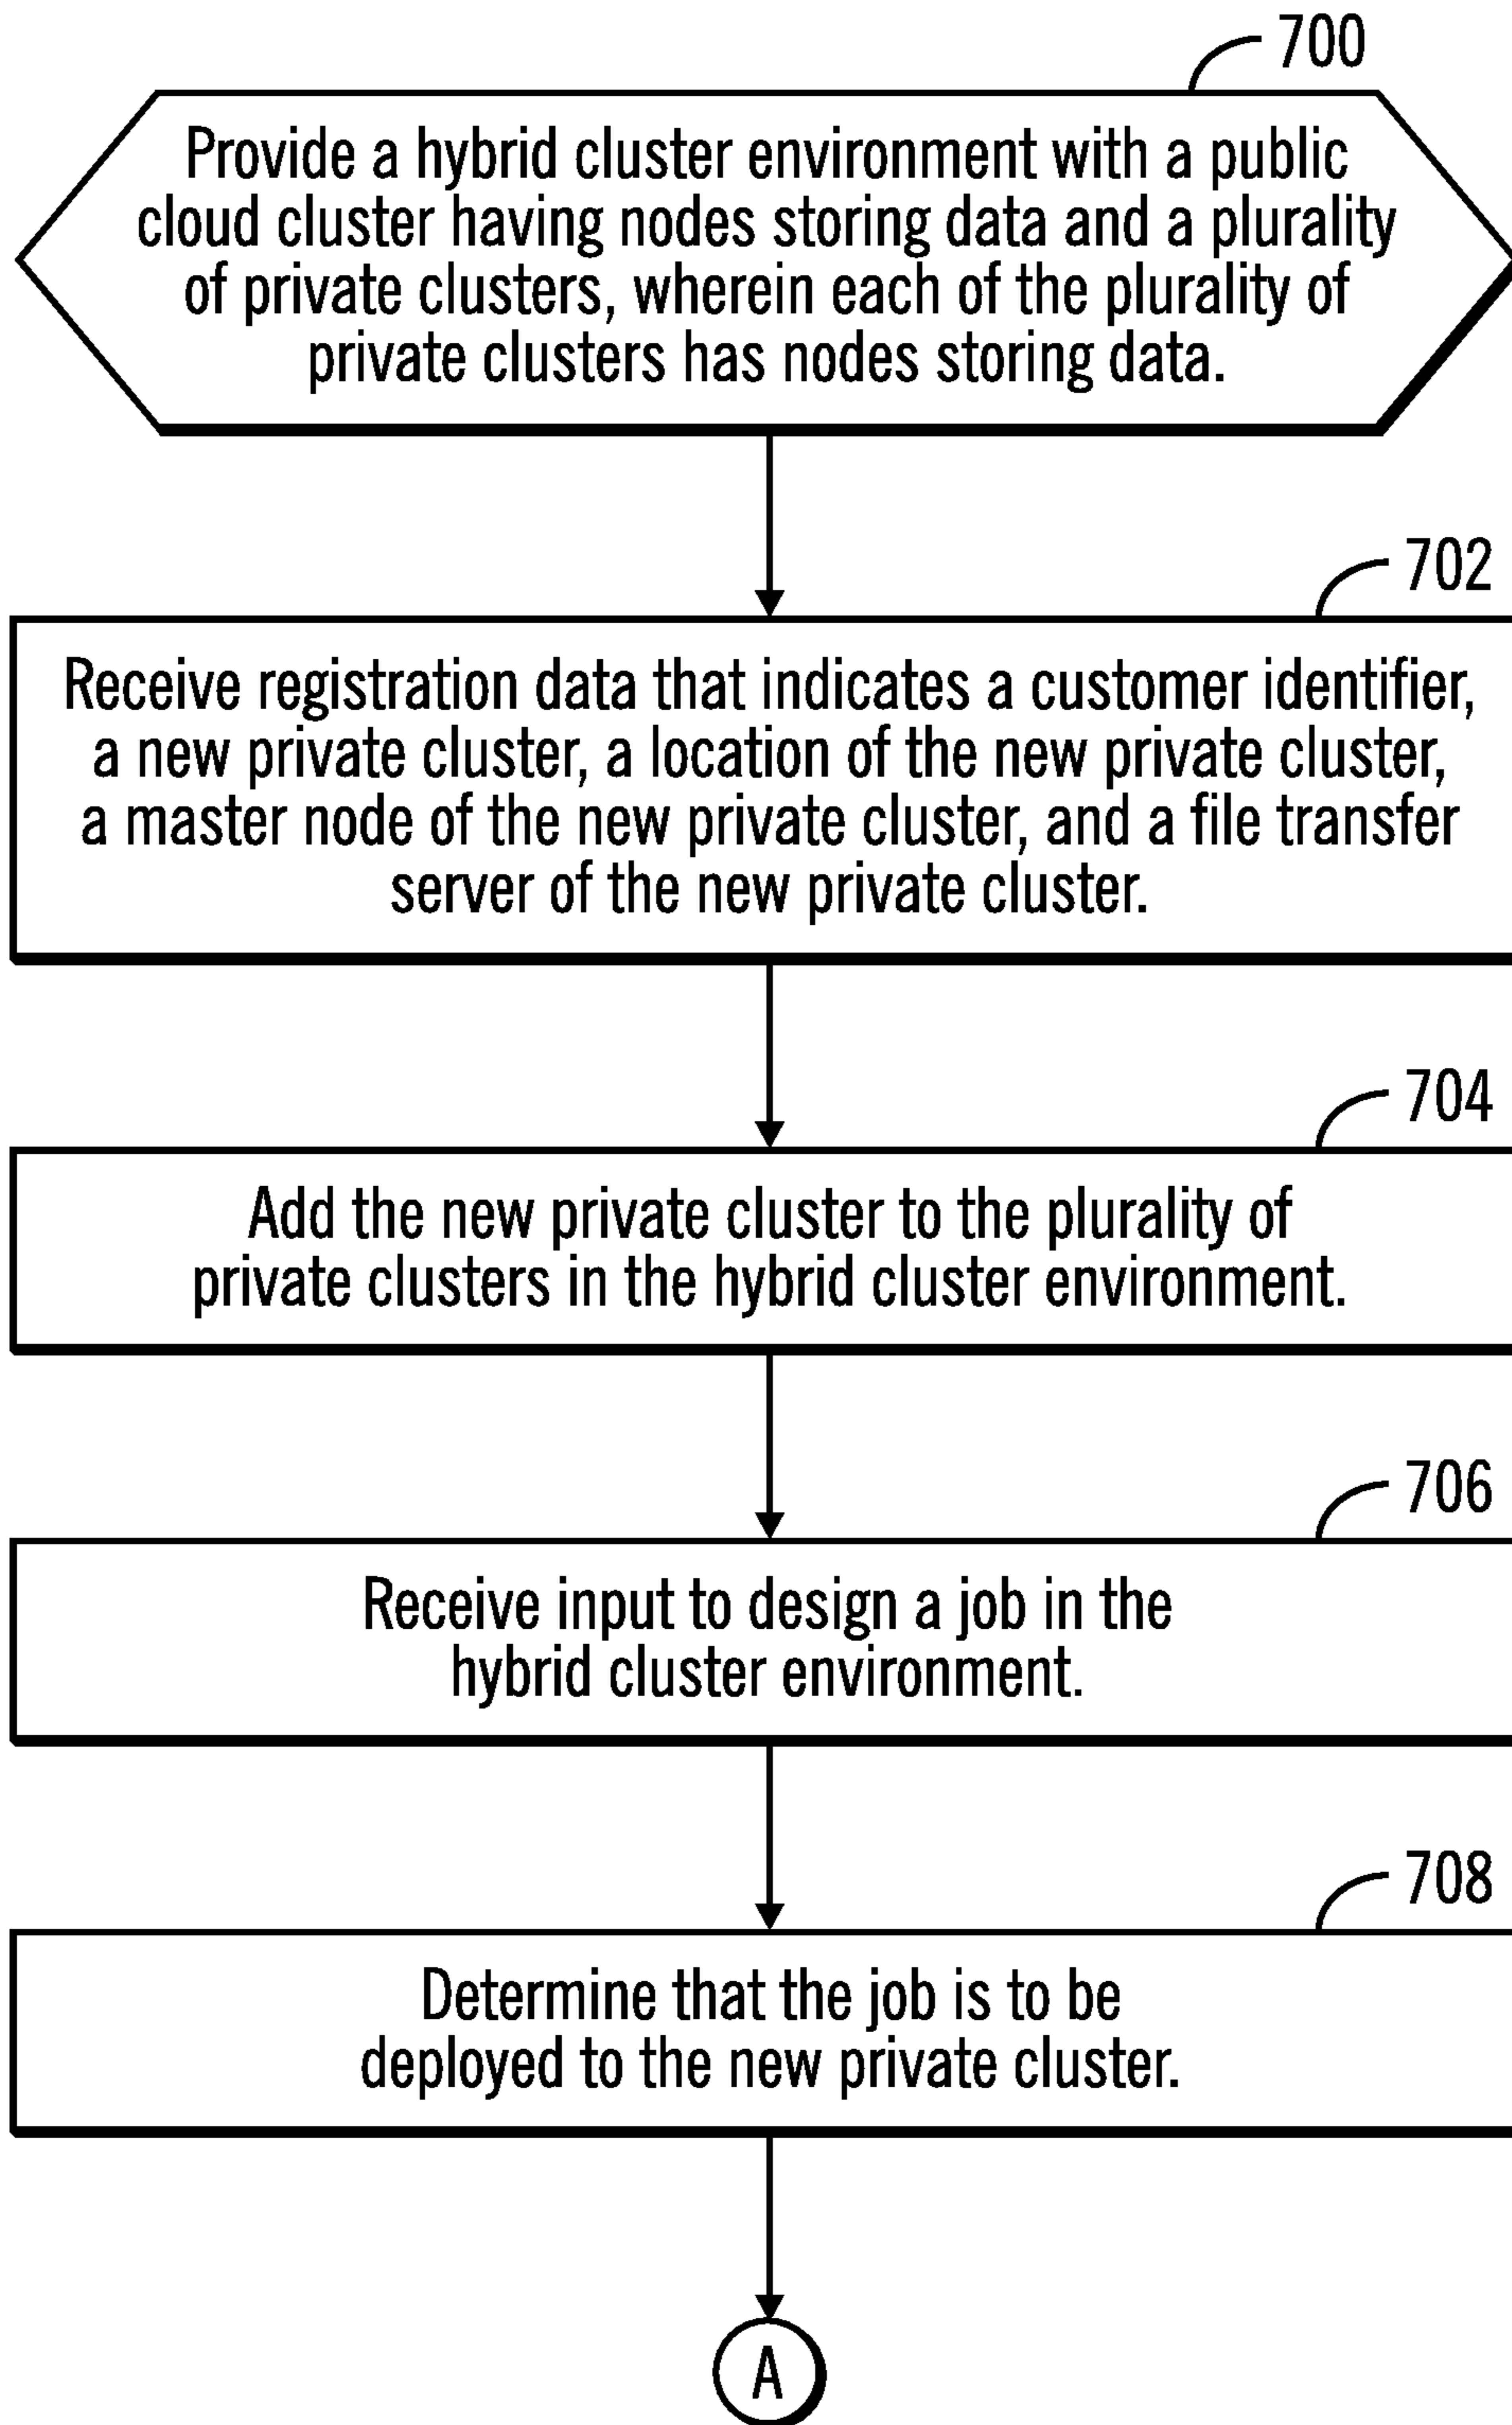 700
Provide a hybrid cluster environment with a public
cloud cluster having nodes storing data and a plurality
of private clusters, wherein each of the plurality of
private clusters has nodes storing data.
702
Receive registration data that indicates a customer identifier,
a new private cluster, a location of the new private cluster,
a master node of the new private cluster, and a file transfer
server of the new private cluster.
704
Add the new private cluster to the plurality of
private clusters in the hybrid cluster environment.
706
Receive input to design a job in the
hybrid cluster environment.
708
Determine that the job is to be
deployed to the new private cluster.
A